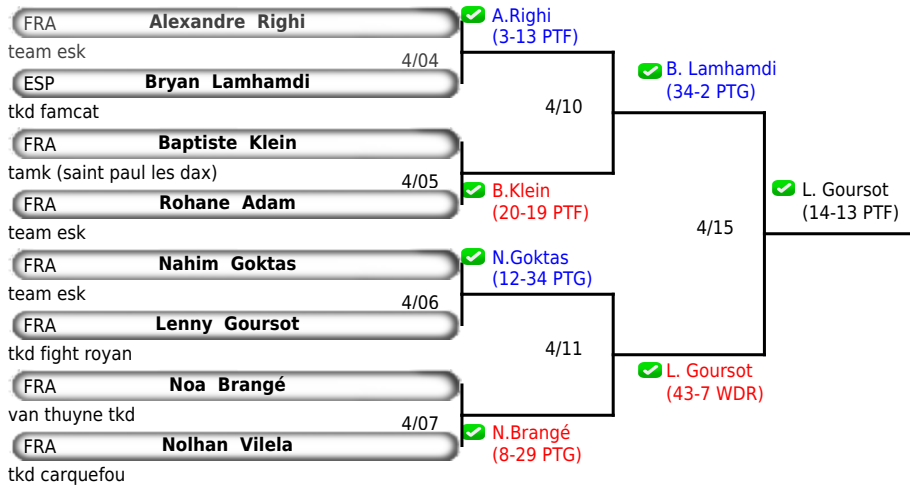 FRA Alexandre Righi
team esk
4/04
ESP Bryan Lamhamdi
tkd famcat
FRA Baptiste Klein
tamk (saint paul les dax)
4/05
FRA Rohane Adam
team esk
FRA Nahim Goktas
team esk
4/06
FRA Lenny Goursot
tkd fight royan
FRA Noa Brangé
van thuyne tkd
4/07
FRA Nolhan Vilela
tkd carquefou
A.Righi
(3-13 PTF)
4/10
B.Klein
(20-19 PTF)
N.Goktas
(12-34 PTG)
4/11
N.Brangé
(8-29 PTG)
B. Lamhamdi
(34-2 PTG)
4/15
L. Goursot
(43-7 WDR)
L. Goursot
(14-13 PTF)